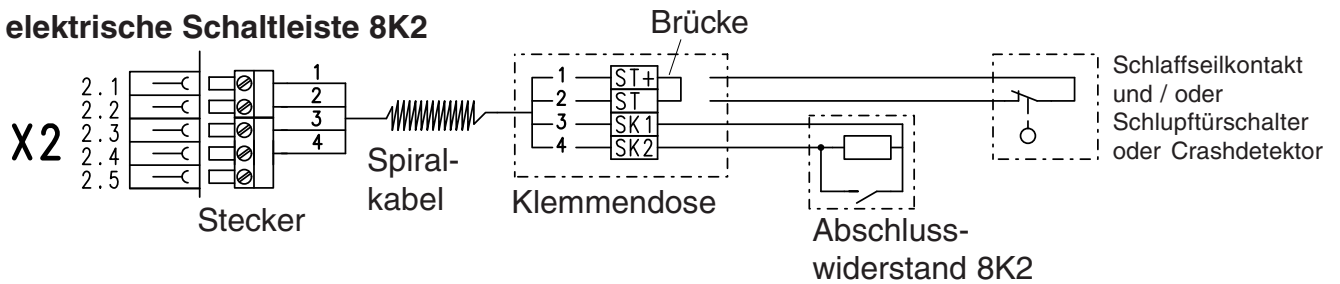 elektrische Schaltleiste 8K2
Brücke
X2
2.1
2.2
2.3
2.4
2.5
1
2
3
4
Stecker
Spiral-
kabel
1 ST+
2 ST
3 SK1
4 SK2
Klemmendose
Abschluss-
widerstand 8K2
Schlaffseilkontakt
und / oder
Schlupftürschalter
oder Crashdetektor